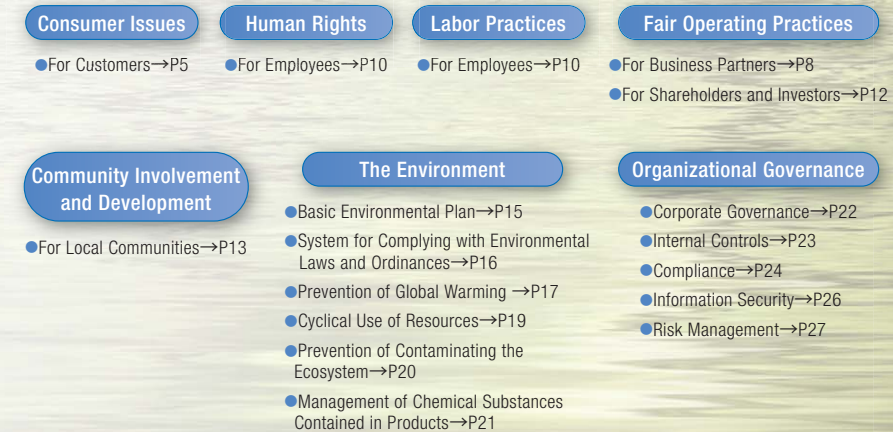 Consumer Issues
●For Customers→P5
Human Rights
●For Employees→P10
Labor Practices
●For Employees→P10
Fair Operating Practices
●For Business Partners→P8
●For Shareholders and Investors→P12
Community Involvement
and Development
●For Local Communities→P13
The Environment
●Basic Environmental Plan→P15
●System for Complying with Environmental
Laws and Ordinances→P16
●Prevention of Global Warming →P17
●Cyclical Use of Resources→P19
●Prevention of Contaminating the
Ecosystem→P20
●Management of Chemical Substances
Contained in Products→P21
Organizational Governance
●Corporate Governance→P22
●Internal Controls→P23
●Compliance→P24
●Information Security→P26
●Risk Management→P27